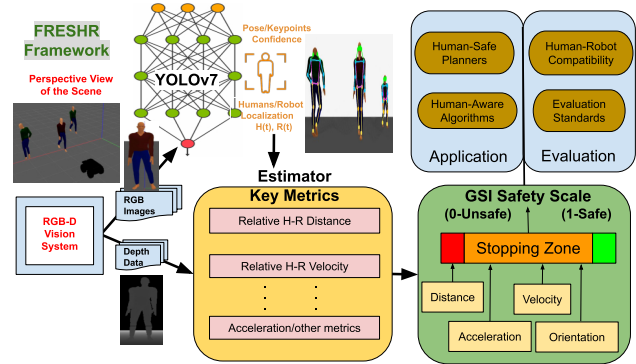 FRESHR
Framework
Perspective View
of the Scene
YOLOv7
Pose/Keypoints
Confidence
Humans/Robot
Localization
H(t), R(t)
Human-Safe
Planners
Human-Aware
Algorithms
Application
Human-Robot
Compatibility
Evaluation
Standards
Evaluation
RGB-D
Vision
System
RGB
Images
Depth
Data
Estimator
Key Metrics
Relative H-R Distance
Relative H-R Velocity
Acceleration/other metrics
GSI Safety Scale
(0-Unsafe)
(1-Safe)
Stopping Zone
Distance
Velocity
Acceleration
Orientation